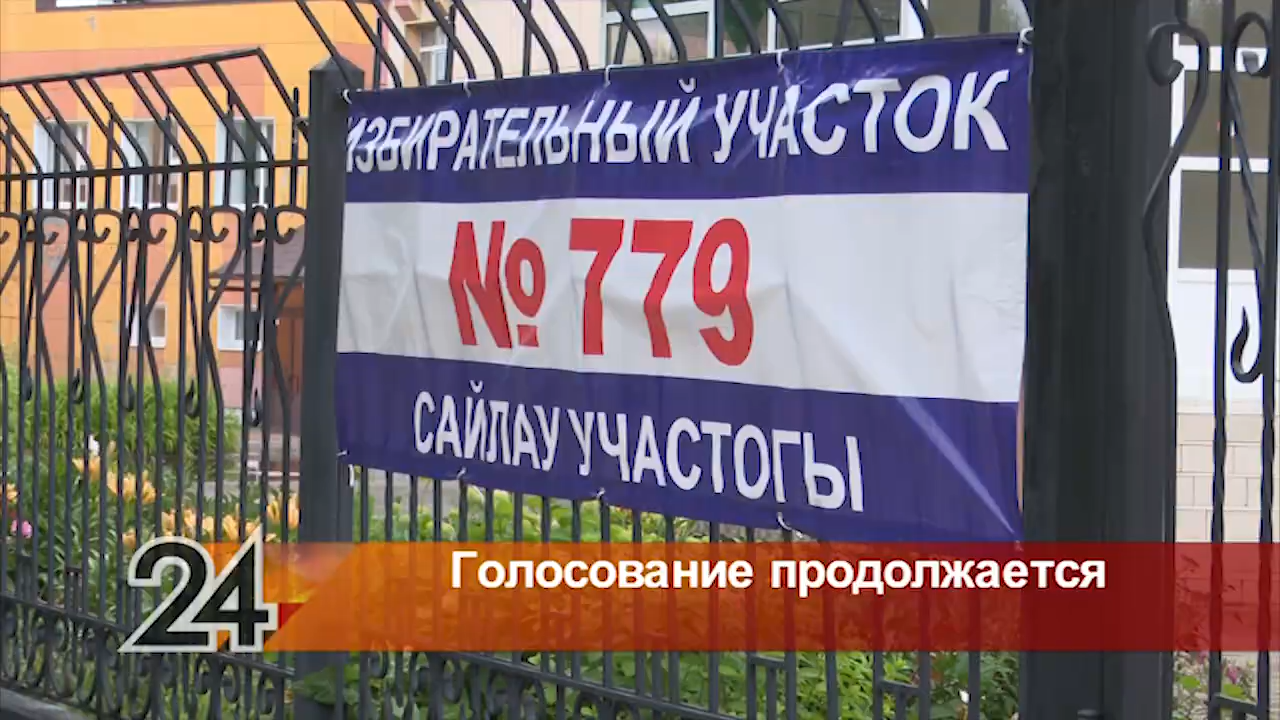 ИЗБИРАТЕЛЬНЫЙ УЧАСТОК
№ 779
САЙЛАУ УЧАСТОГЫ
24
Голосование продолжается